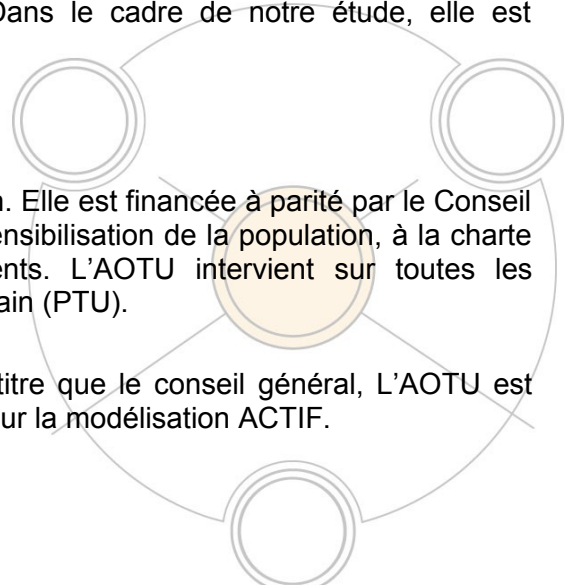 Dans le cadre de notre étude, elle est
n. Elle est financée à parité par le Conseil
ensibilisation de la population, à la charte
ents. L'AOTU intervient sur toutes les
ain (PTU).
titre que le conseil général, L'AOTU est
ur la modélisation ACTIF.